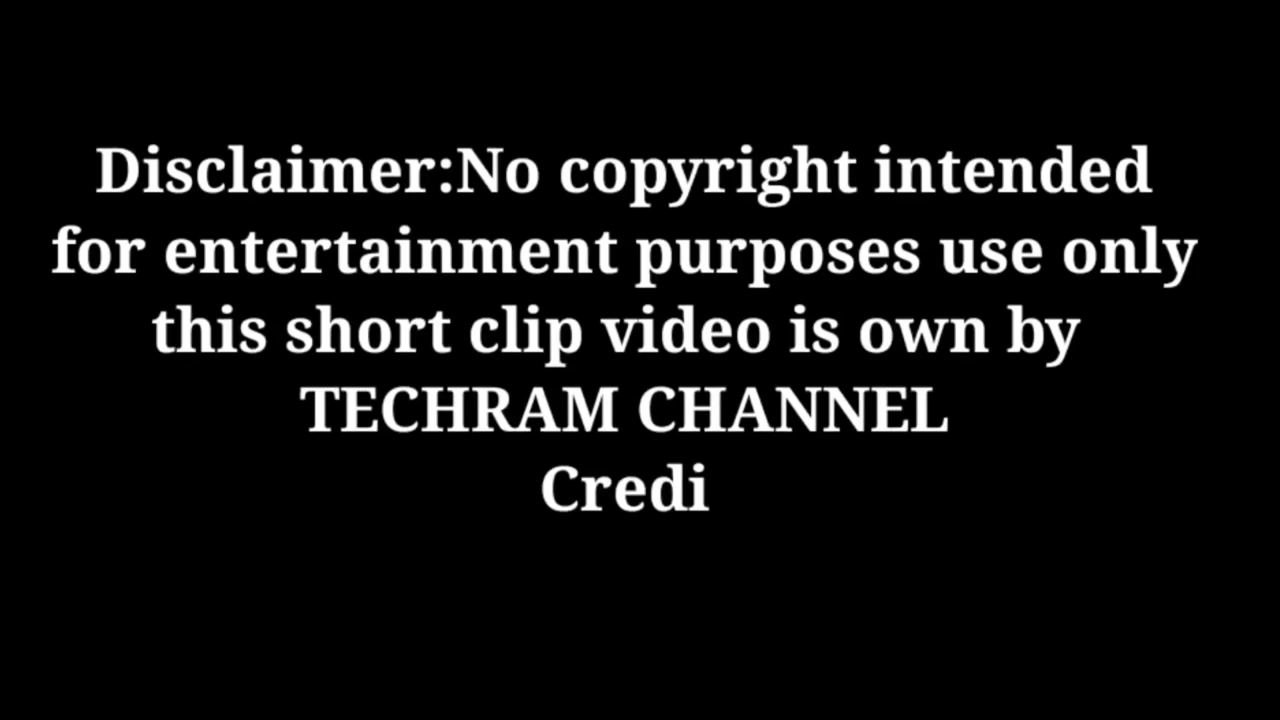 Disclaimer:No copyright intended
for entertainment purposes use only
this short clip video is own by
TECHRAM CHANNEL
Credi